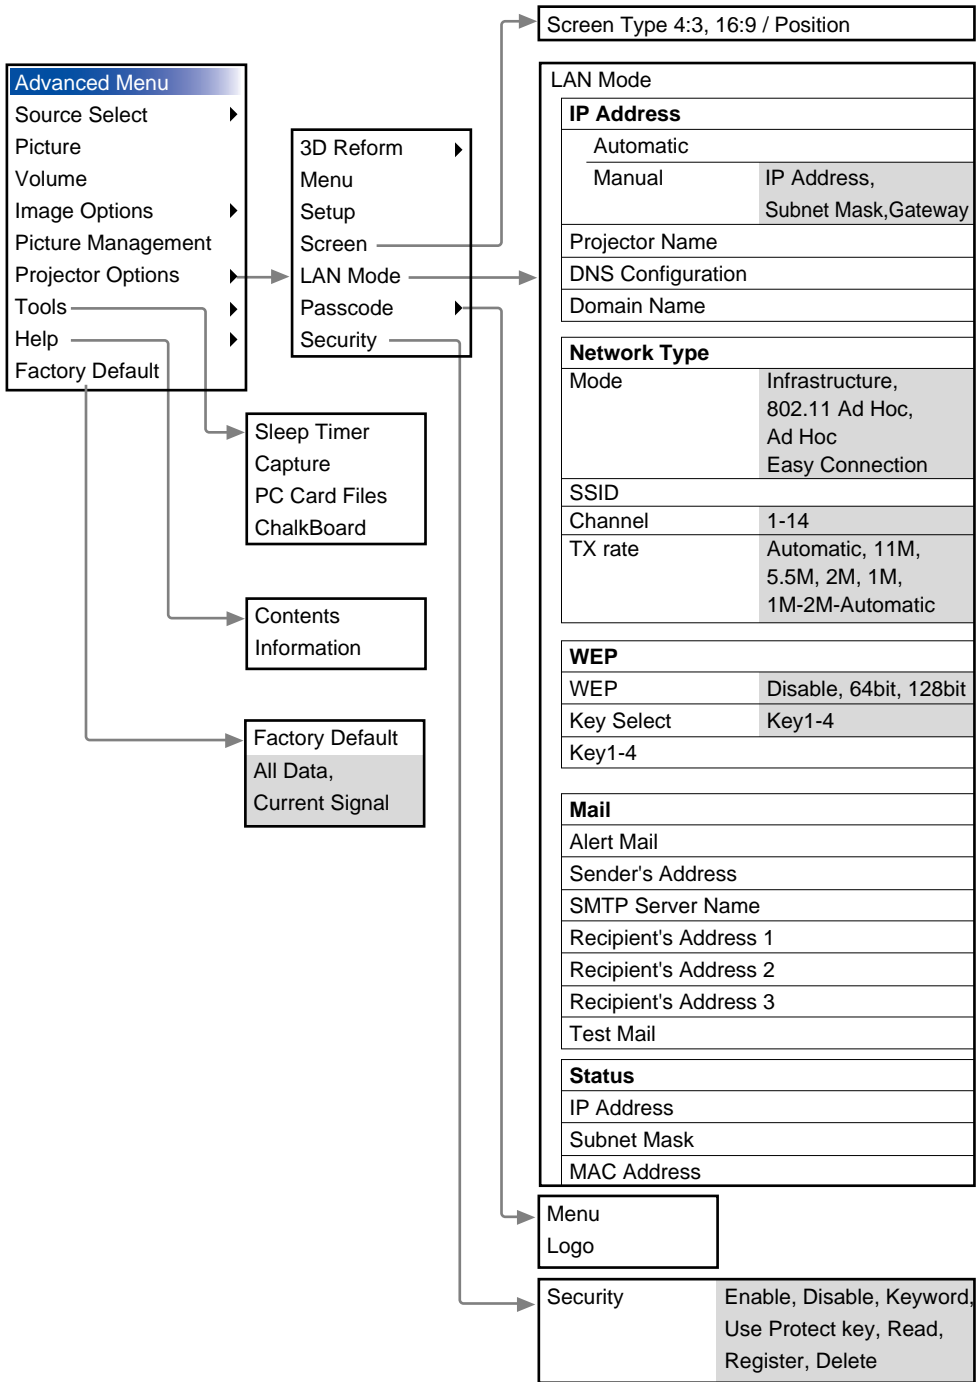 Screen Type 4:3, 16:9 / Position
Advanced Menu
Source Select
Picture
Volume
Image Options
Picture Management
Projector Options
Tools
Help
Factory Default
3D Reform
Menu
Setup
Screen
LAN Mode
Passcode
Security
Sleep Timer
Capture
PC Card Files
ChalkBoard
Contents
Information
Factory Default
All Data,
Current Signal
LAN Mode
IP Address
Automatic
Manual IP Address,
Subnet Mask,Gateway
Projector Name
DNS Configuration
Domain Name
Network Type
Mode Infrastructure,
802.11 Ad Hoc,
Ad Hoc
Easy Connection
SSID
Channel 1-14
TX rate Automatic, 11M,
5.5M, 2M, 1M,
1M-2M-Automatic
WEP
WEP Disable, 64bit, 128bit
Key Select Key1-4
Key1-4
Mail
Alert Mail
Sender's Address
SMTP Server Name
Recipient's Address 1
Recipient's Address 2
Recipient's Address 3
Test Mail
Status
IP Address
Subnet Mask
MAC Address
Menu
Logo
Security Enable, Disable, Keyword,
Use Protect key, Read,
Register, Delete